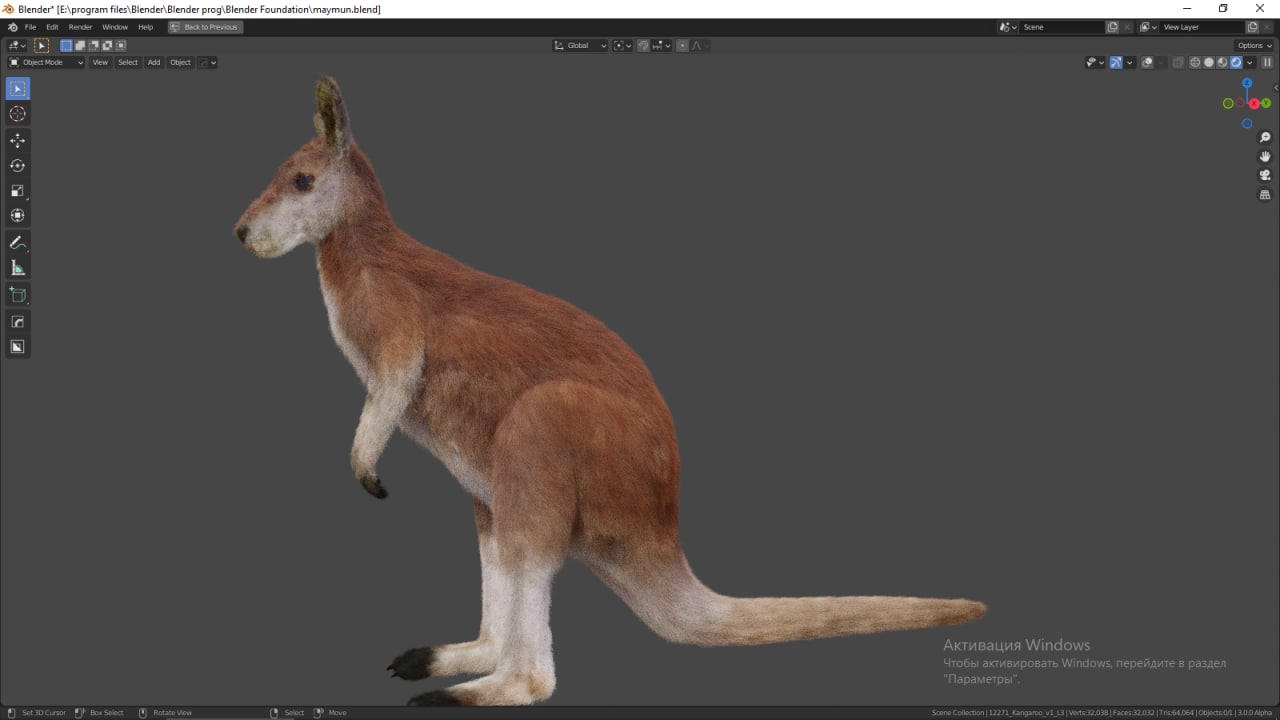 Blender* [E:\program files\Blender\Blender prog\Blender Foundation\maymun.blend]
File Edit Render Window Help Back to Previous Scene View Layer
Global Options
Object Mode View Select Add Object
Z
X Y
Активация Windows
Чтобы активировать Windows, перейдите в раздел
"Параметры".
Set 3D Cursor Box Select Rotate View Select Move Scene Collection | 12271_Kangaroo_v1_L3 | Verts:32,038 | Faces:32,032 | Tris:64,064 | Objects:0/1 | 3.0.0 Alpha